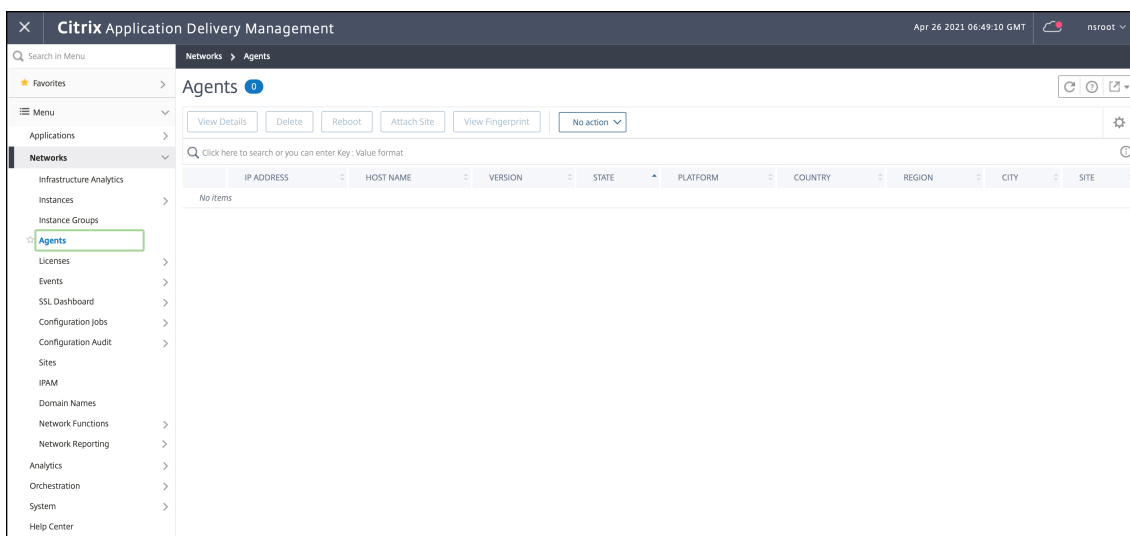 Citrix Application Delivery Management
Apr 26 2021 06:49:10 GMT
nsroot
Search in Menu
Networks > Agents
Favorites
Agents 0
Menu
View Details Delete Reboot Attach Site View Fingerprint No action
Applications
Networks
Click here to search or you can enter Key : Value format
IP ADDRESS HOST NAME VERSION STATE PLATFORM COUNTRY REGION CITY SITE
No items
Infrastructure Analytics
Instances
Instance Groups
Agents
Licenses
Events
SSL Dashboard
Configuration Jobs
Configuration Audit
Sites
IPAM
Domain Names
Network Functions
Network Reporting
Analytics
Orchestration
System
Help Center